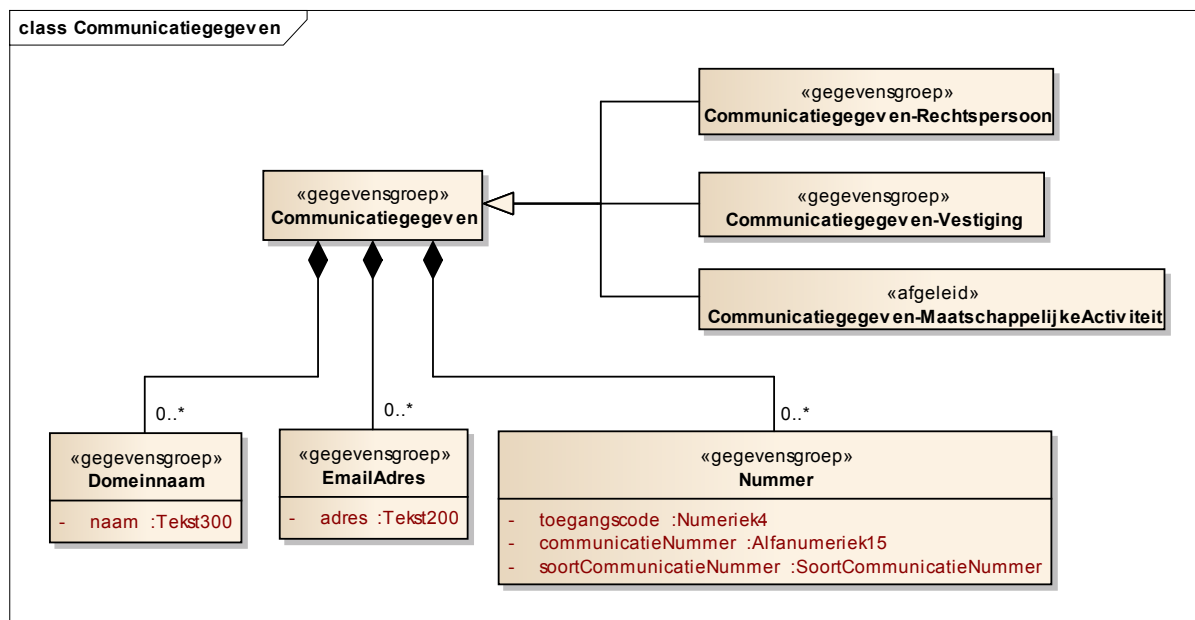 class Communicatiegegeven
«gegevensgroep»
Communicatiegegeven-Rechtspersoon
«gegevensgroep»
Communicatiegegeven
«gegevensgroep»
Communicatiegegeven-Vestiging
«afgeleid»
Communicatiegegeven-MaatschappelijkeActiviteit
0..*
0..*
0..*
«gegevensgroep»
Domeinnaam
- naam :Tekst300
«gegevensgroep»
EmailAdres
- adres :Tekst200
«gegevensgroep»
Nummer
- toegangscode :Numeriek4
- communicatieNummer :Alfanumeriek15
- soortCommunicatieNummer :SoortCommunicatieNummer